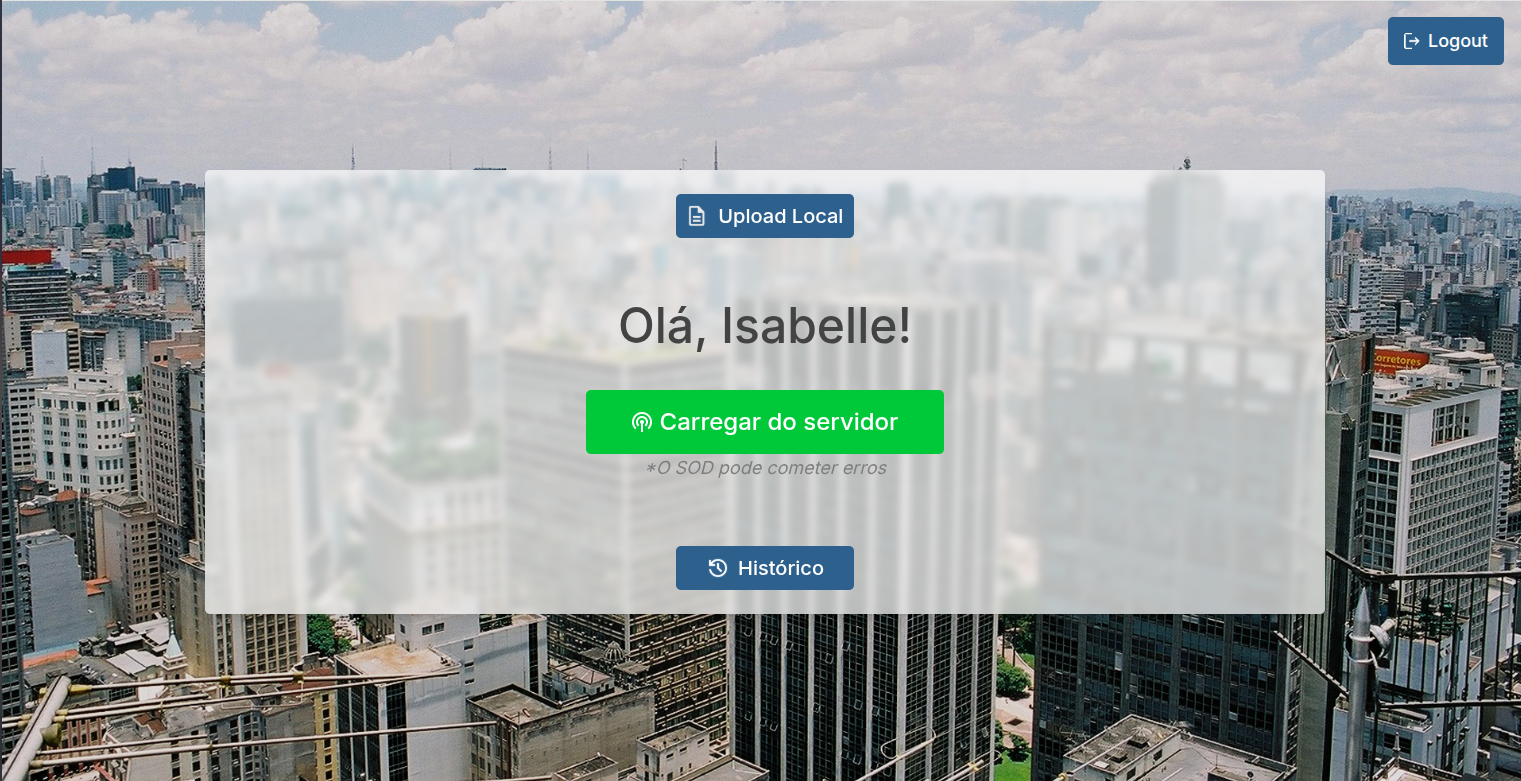 Logout
Upload Local
Olá, Isabelle!
Carregar do servidor
*O SOD pode cometer erros
Histórico
Corretores